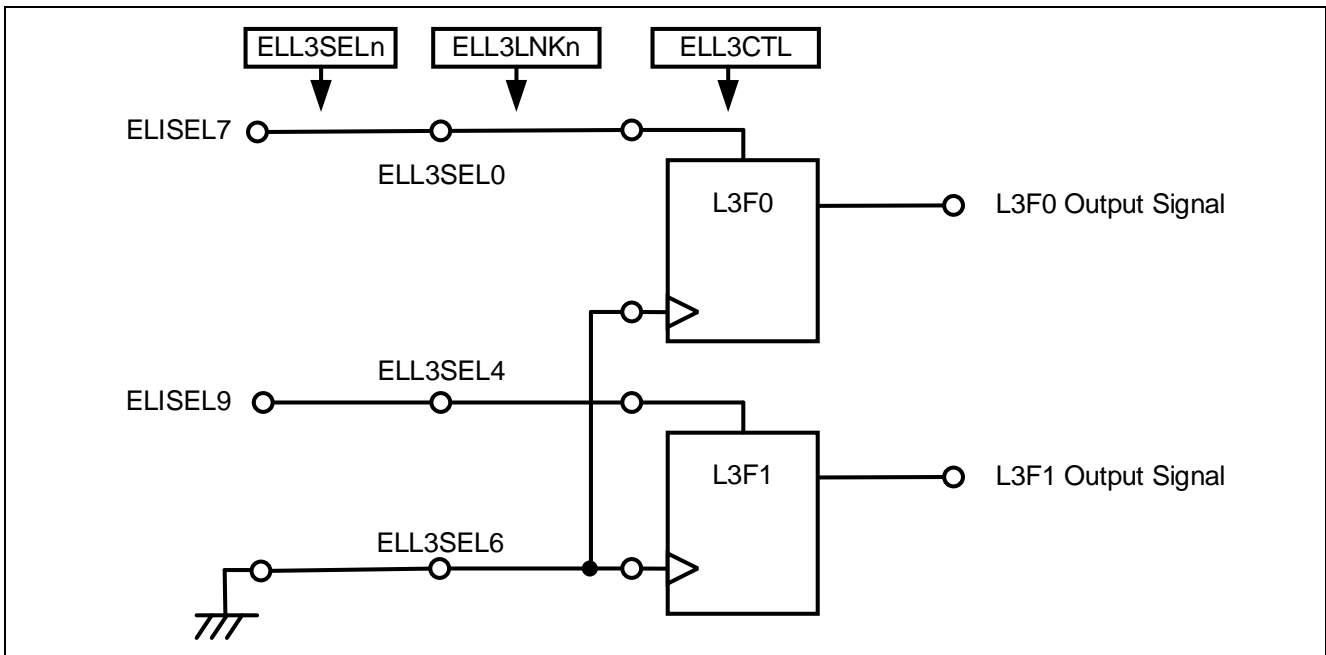 ELL3SELn ELL3LNKn ELL3CTL
ELISEL7
ELL3SEL0
L3F0
L3F0 Output Signal
ELISEL9
ELL3SEL4
L3F1
L3F1 Output Signal
ELL3SEL6